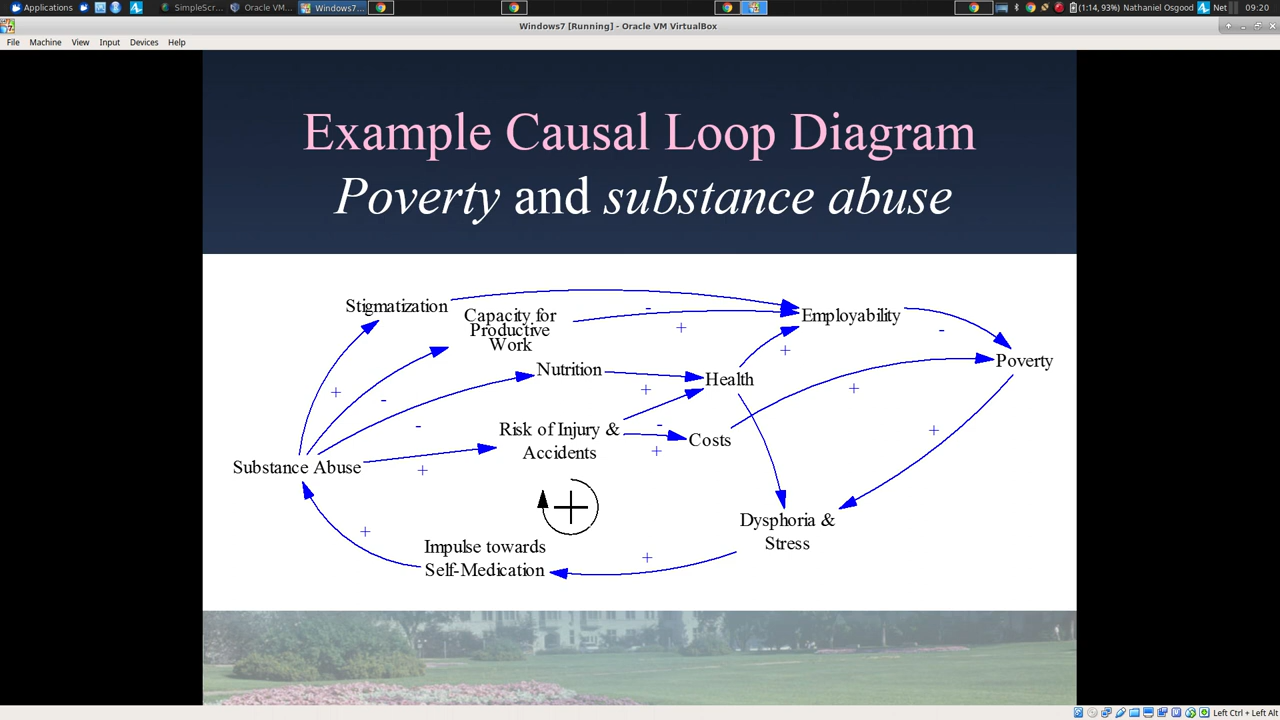 Applications
SimpleScr...
Oracle VM...
Windows7...
(1:14, 93%) Nathaniel Osgood
Net
09:20
Windows7 [Running] - Oracle VM VirtualBox
File Machine View Input Devices Help
Example Causal Loop Diagram
Poverty and substance abuse
Stigmatization
Capacity for
Productive
Work
Employability
Poverty
Nutrition
Health
Risk of Injury &
Accidents
Costs
Substance Abuse
Dysphoria &
Stress
Impulse towards
Self-Medication
-
+
-
+
+
-
+
+
-
-
+
+
+
+
+
+
+
Left Ctrl + Left Alt